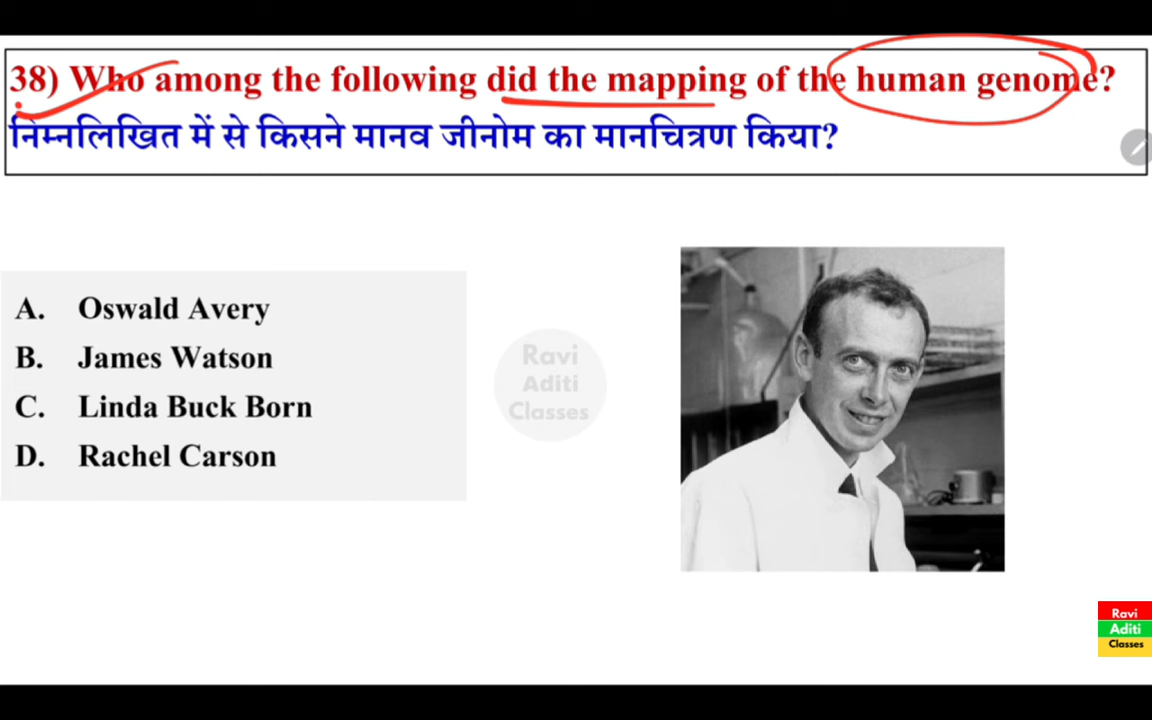 38) Who among the following did the mapping of the human genome?
निम्नलिखित में से किसने मानव जीनोम का मानचित्रण किया?
A. Oswald Avery
B. James Watson
C. Linda Buck Born
D. Rachel Carson
Ravi
Aditi
Classes
Ravi
Aditi
Classes